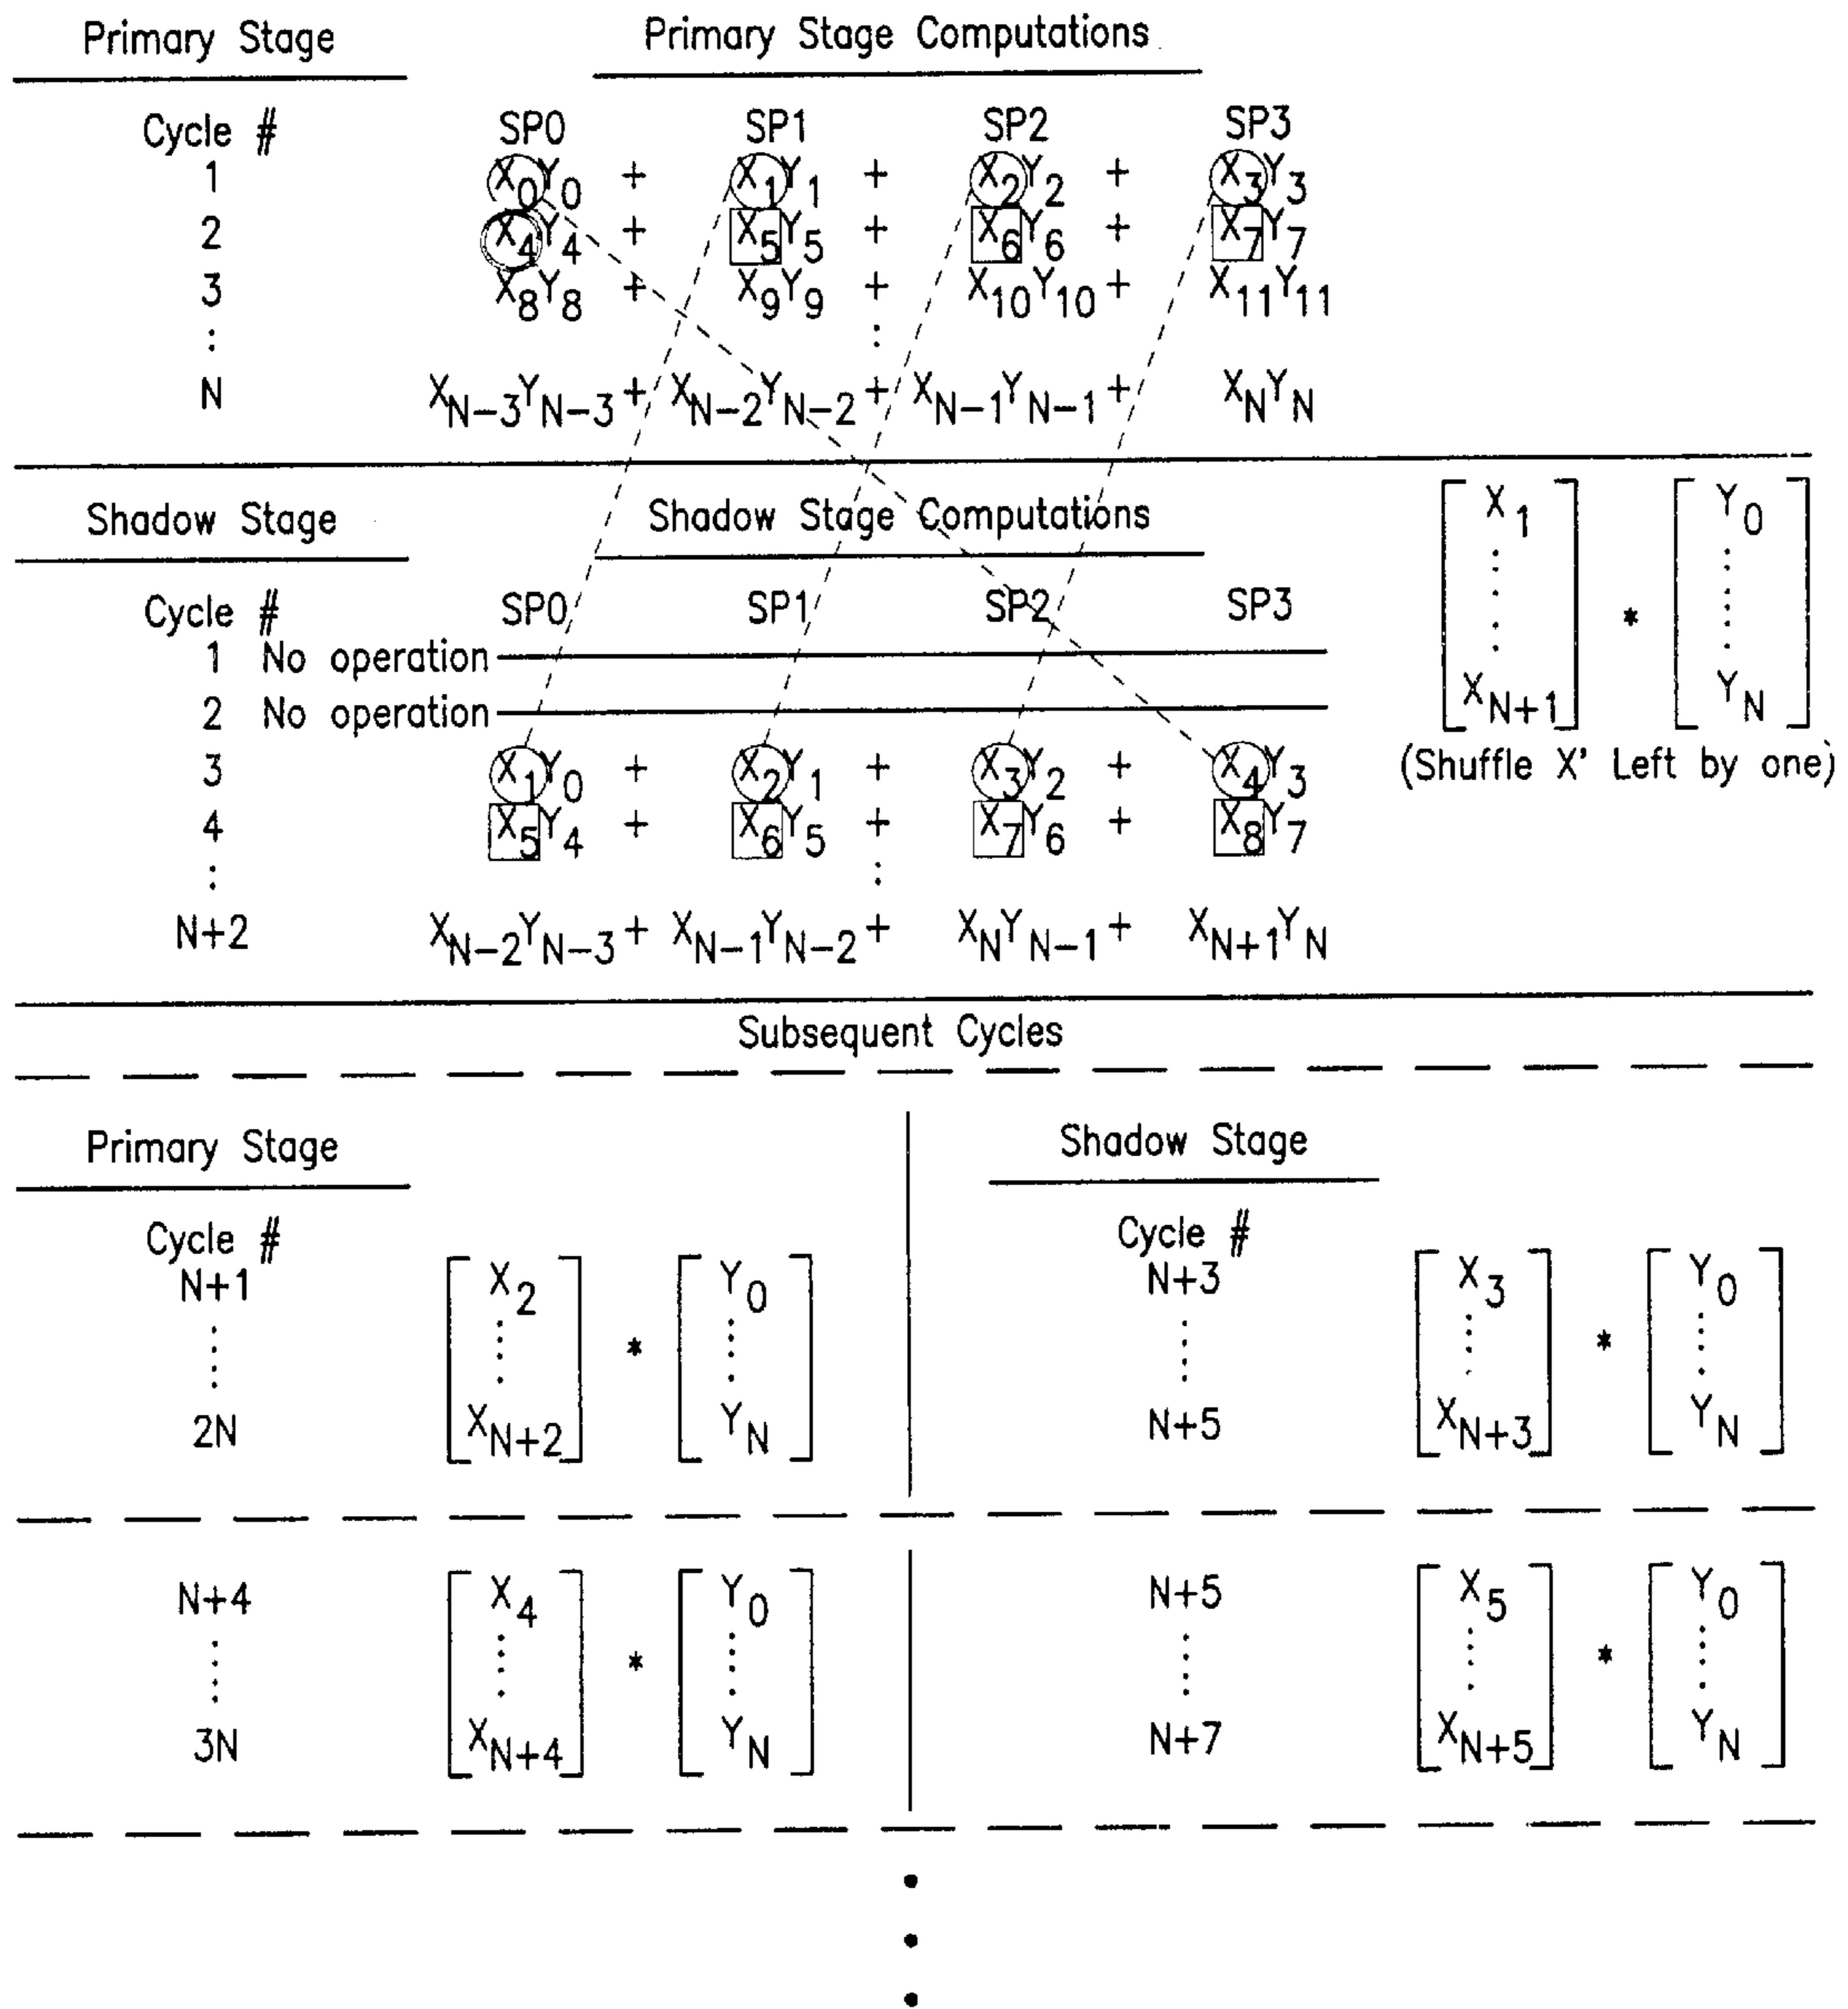 Primary Stage Primary Stage Computations
Cycle # SP0 SP1 SP2 SP3
1 X0Y0 + X1Y1 + X2Y2 + X3Y3
2 X4Y4 + X5Y5 + X6Y6 + X7Y7
3 X8Y8 + X9Y9 + X10Y10 + X11Y11
: :
N XN-3YN-3 + XN-2YN-2 + XN-1YN-1 + XNYN
Shadow Stage Shadow Stage Computations
Cycle # SP0 SP1 SP2 SP3
1 No operation
2 No operation
3 X1Y0 + X2Y1 + X3Y2 + X4Y3
4 X5Y4 + X6Y5 + X7Y6 + X8Y7
: :
N+2 XN-2YN-3 + XN-1YN-2 + XNYN-1 + XN+1YN
X1 Y0
*
XN+1 YN
(Shuffle X' Left by one)
Subsequent Cycles
Primary Stage Shadow Stage
Cycle # Cycle #
N+1 X2 Y0 N+3 X3 Y0
* *
2N XN+2 YN N+5 XN+3 YN
N+4 X4 Y0 N+5 X5 Y0
* *
3N XN+4 YN N+7 XN+5 YN